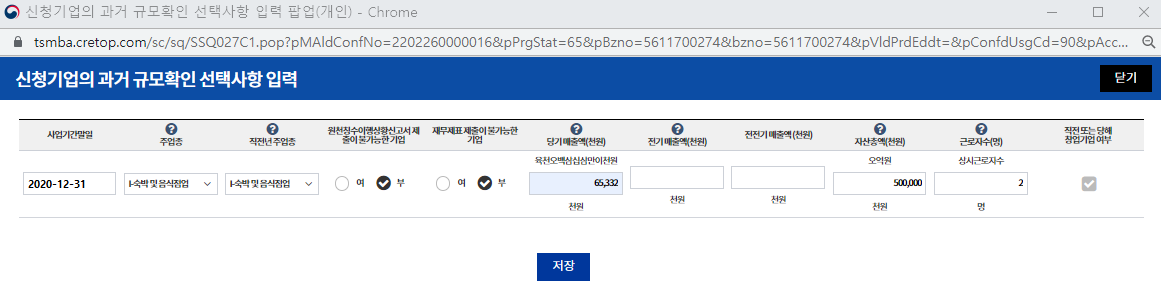 신청기업의 과거 규모확인 선택사항 입력 팝업(개인) - Chrome
tsmba.cretop.com/sc/sq/SSQ027C1.pop?pMAldConfNo=2202260000016&pPrgStat=65&pBzno=5611700274&bzno=5611700274&pVldPrdEddt=&pConfdUsgCd=90&pAcc...
신청기업의 과거 규모확인 선택사항 입력
닫기
사업기간말일
? 주업종
? 직전년 주업종
원천징수이행상황신고서 제출이 불가능한 기업
재무제표 제출이 불가능한 기업
? 당기 매출액(천원)
? 전기 매출액(천원)
전전기 매출액 (천원)
? 자산총액(천원)
? 근로자수(명)
직전 또는 당해 창업기업 여부
육천오백삼십삼만이천원
오억원
상시근로자수
2020-12-31
I-숙박 및 음식점업
I-숙박 및 음식점업
여 부
여 부
65,332
500,000
2
천원
천원
천원
천원
명
저장